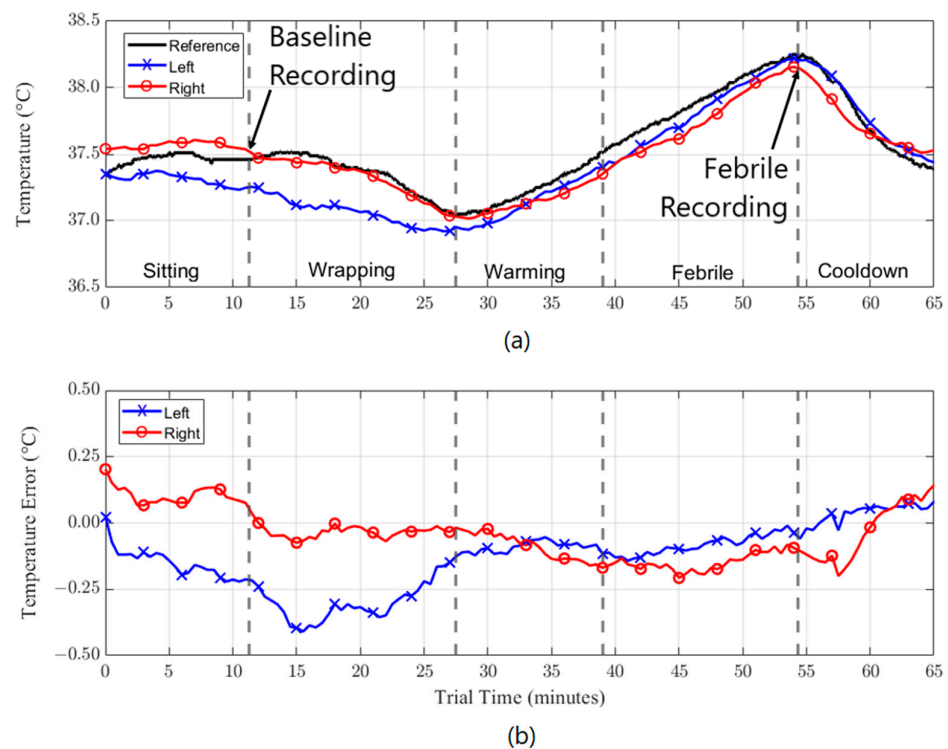 38.5
38.0
37.5
37.0
36.5
Temperature (°C)
Reference
Left
Right
Baseline
Recording
Febrile
Recording
Sitting
Wrapping
Warming
Febrile
Cooldown
0 5 10 15 20 25 30 35 40 45 50 55 60 65
(a)
0.50
0.25
0.00
−0.25
−0.50
Temperature Error (°C)
Left
Right
0 5 10 15 20 25 30 35 40 45 50 55 60 65
Trial Time (minutes)
(b)